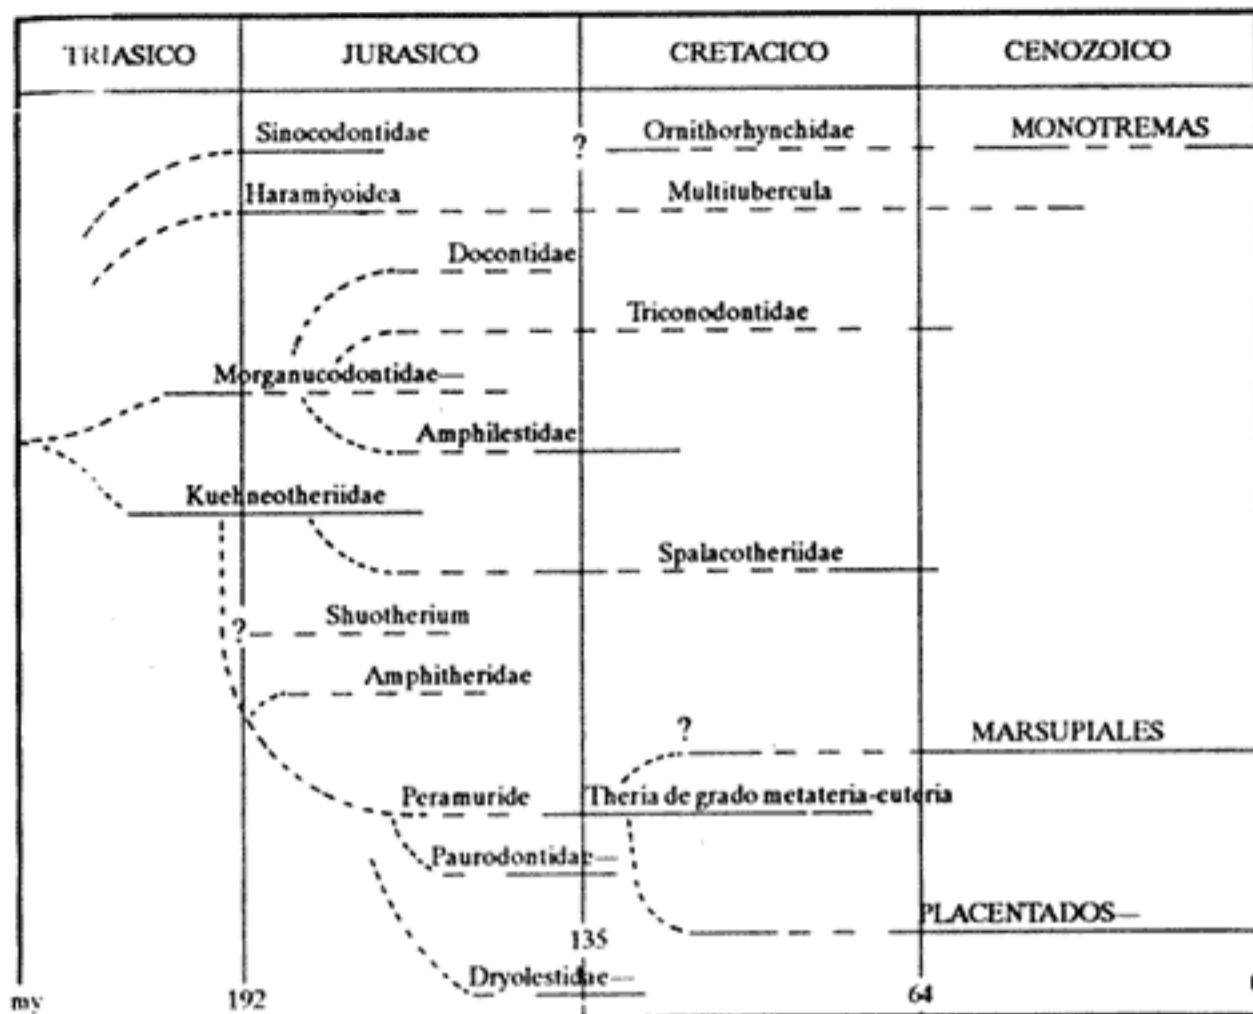 TRIASICO JURASICO CRETACICO CENOZOICO
Sinocodontidae ? Ornithorhynchidae MONOTREMAS
Haramiyoidea Multitubercula
Docontidae
Triconodontidae
Morganucodontidae
Amphilestidae
Kuehneotheriidae
Spalacotheriidae
? Shuotherium
Amphitheridae
? MARSUPIALES
Peramuride Theria de grado metateria-euteria
Paurodontidae
PLACENTADOS
135
Dryolestidae
my 192 64